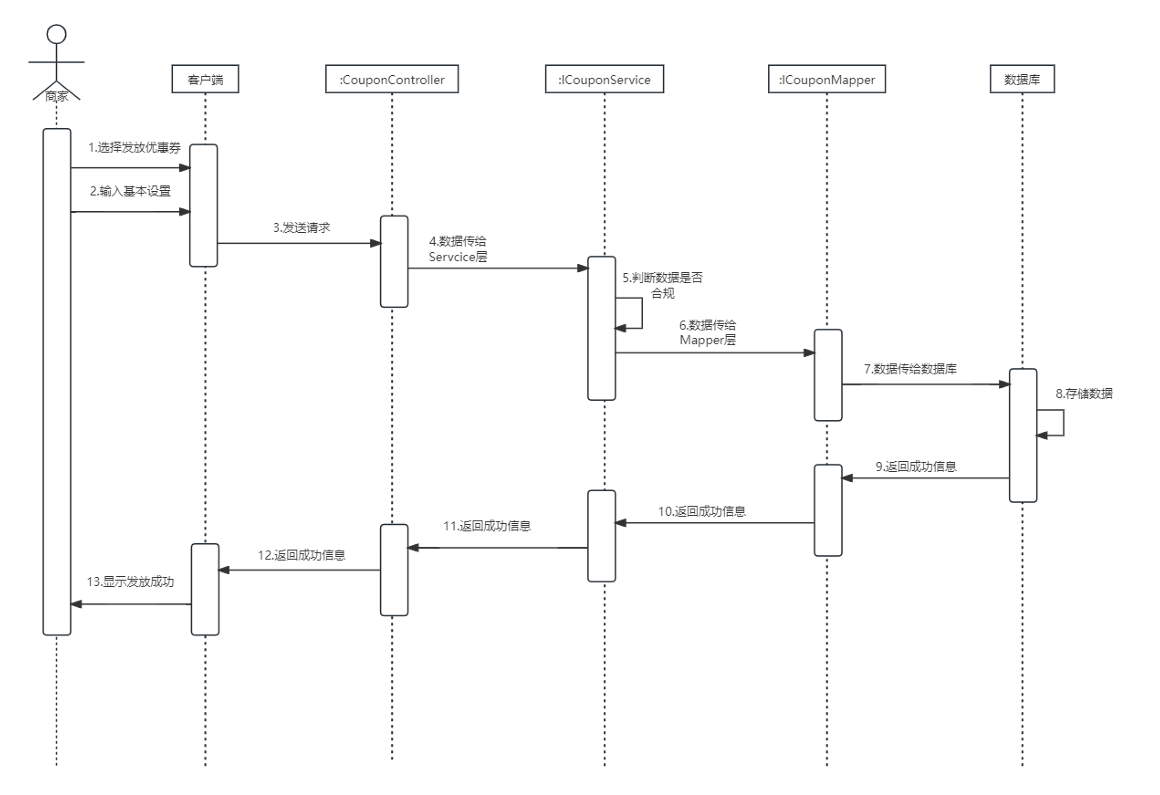 商家
客户端
:CouponController
:ICouponService
:ICouponMapper
数据库
1.选择发放优惠券
2.输入基本设置
3.发送请求
4.数据传给
Servcice层
5.判断数据是否
合规
6.数据传给
Mapper层
7.数据传给数据库
8.存储数据
9.返回成功信息
10.返回成功信息
11.返回成功信息
12.返回成功信息
13.显示发放成功